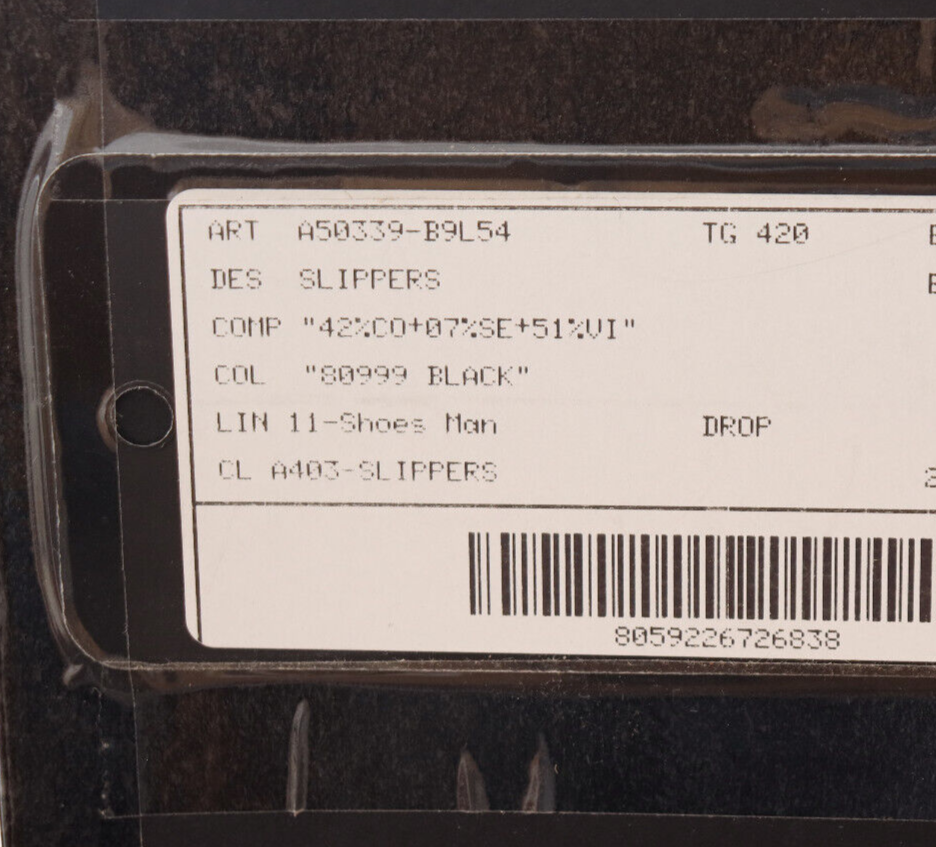 ART A50339-B9L54 TG 420
DES SLIPPERS
COMP "42%CO+07%SE+51%VI"
COL "80999 BLACK"
LIN 11-Shoes Man DROP
CL A403-SLIPPERS
8059226726838